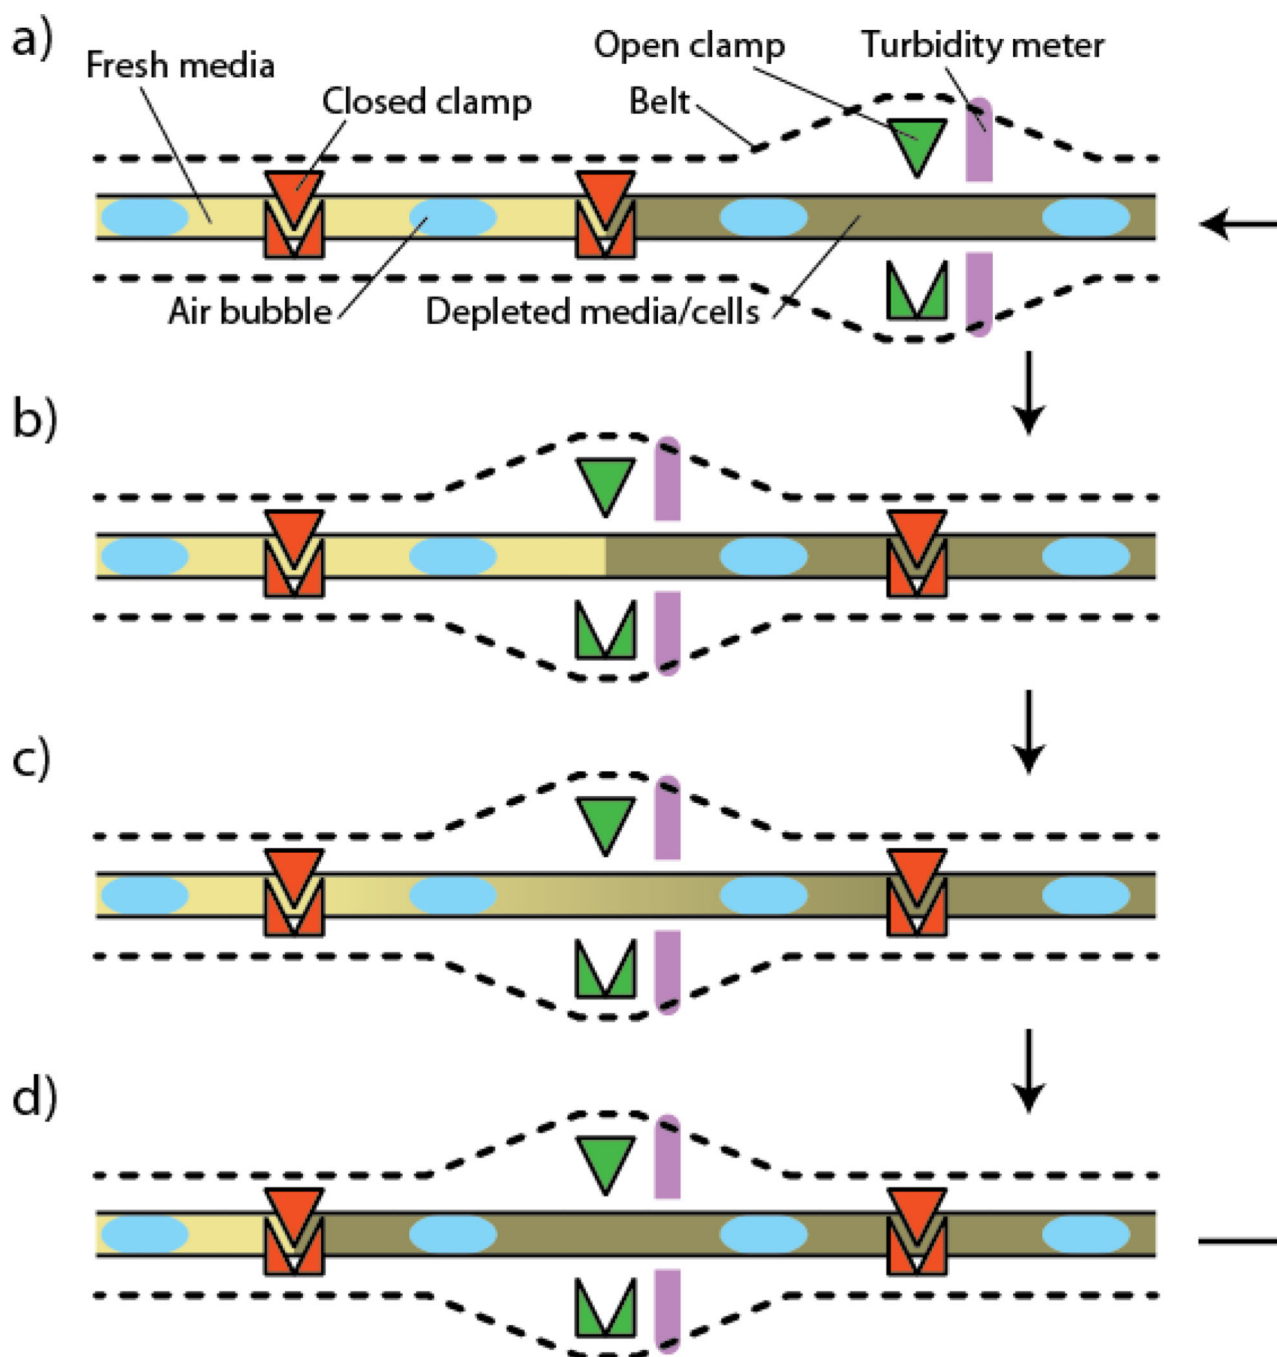 a)
Fresh media
Closed clamp
Open clamp
Belt
Turbidity meter
Air bubble
Depleted media/cells
b)
c)
d)